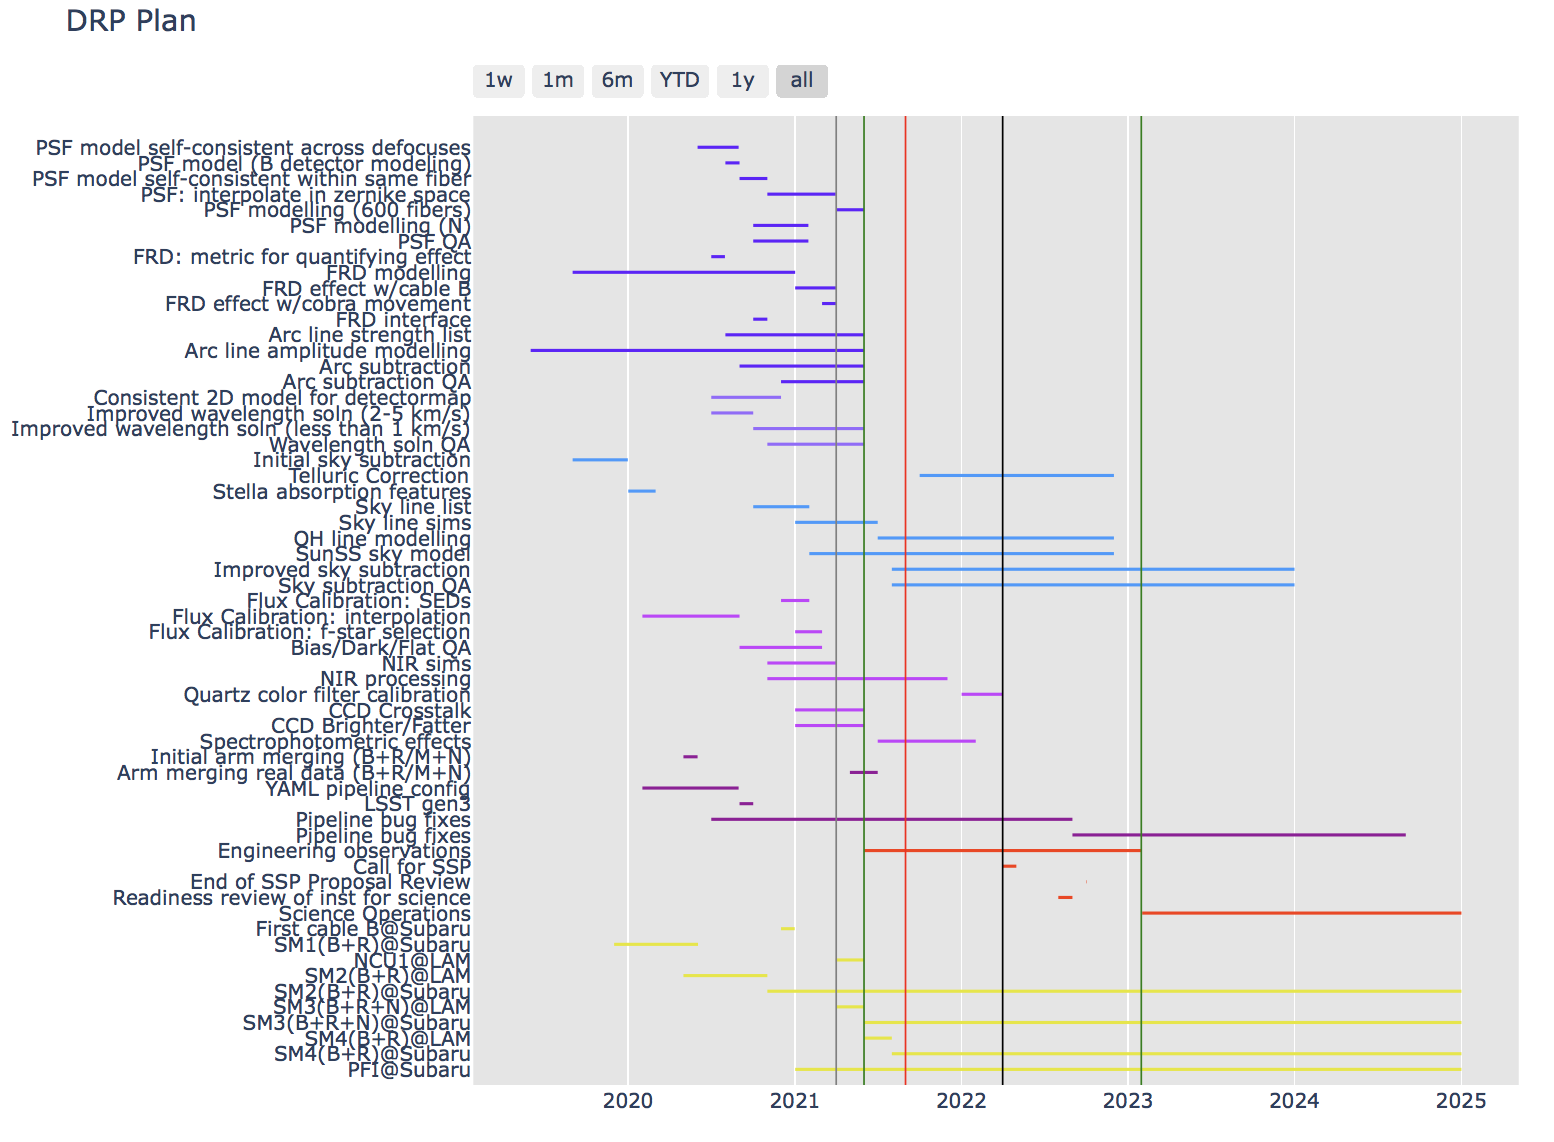 DRP Plan
1w 1m 6m YTD 1y all
PSF model self-consistent across defocuses
PSF model (B detector modeling)
PSF model self-consistent within same fiber
PSF: interpolate in zernike space
PSF modelling (600 fibers)
PSF modelling (N)
PSF QA
FRD: metric for quantifying effect
FRD modelling
FRD effect w/cable B
FRD effect w/cobra movement
FRD interface
Arc line strength list
Arc line amplitude modelling
Arc subtraction
Arc subtraction QA
Consistent 2D model for detectormap
Improved wavelength soln (2-5 km/s)
Improved wavelength soln (less than 1 km/s)
Wavelength soln QA
Initial sky subtraction
Telluric Correction
Stella absorption features
Sky line list
Sky line sims
OH line modelling
SunSS sky model
Improved sky subtraction
Sky subtraction QA
Flux Calibration: SEDs
Flux Calibration: interpolation
Flux Calibration: f-star selection
Bias/Dark/Flat QA
NIR sims
NIR processing
Quartz color filter calibration
CCD Crosstalk
CCD Brighter/Fatter
Spectrophotometric effects
Initial arm merging (B+R/M+N)
Arm merging real data (B+R/M+N)
YAML pipeline config
LSST gen3
Pipeline bug fixes
Pipeline bug fixes
Engineering observations
Call for SSP
End of SSP Proposal Review
Readiness review of inst for science
Science Operations
First cable B@Subaru
SM1(B+R)@Subaru
NCU1@LAM
SM2(B+R)@LAM
SM2(B+R)@Subaru
SM3(B+R+N)@LAM
SM3(B+R+N)@Subaru
SM4(B+R)@LAM
SM4(B+R)@Subaru
PFI@Subaru
2020 2021 2022 2023 2024 2025